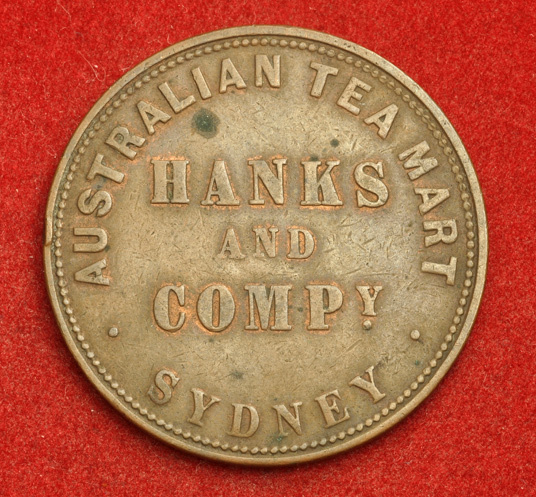 AUSTRALIAN TEA MART
HANKS
AND
COMPY
SYDNEY